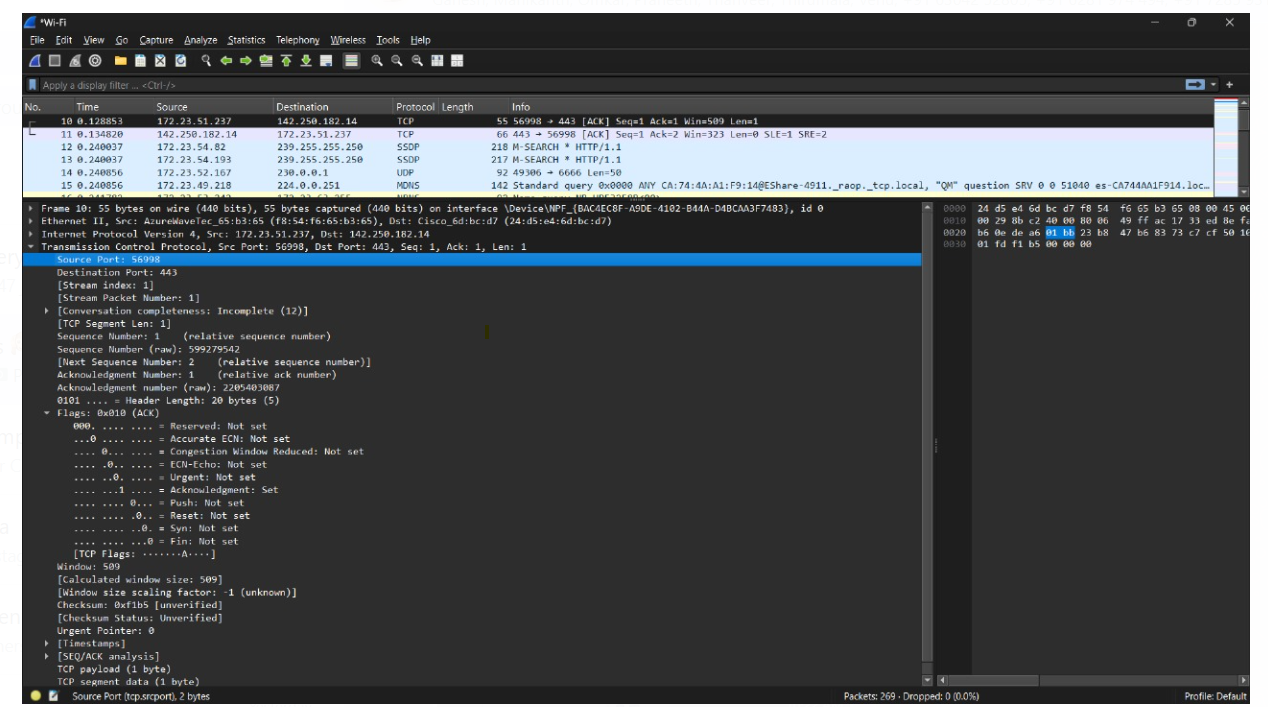 *Wi-Fi
File Edit View Go Capture Analyze Statistics Telephony Wireless Tools Help
Apply a display filter ... <Ctrl-/>
No. Time Source Destination Protocol Length Info
10 0.128853 172.23.51.237 142.250.182.14 TCP 55 56998 → 443 [ACK] Seq=1 Ack=1 Win=509 Len=1
11 0.134820 142.250.182.14 172.23.51.237 TCP 66 443 → 56998 [ACK] Seq=1 Ack=2 Win=323 Len=0 SLE=1 SRE=2
12 0.240037 172.23.54.82 239.255.255.250 SSDP 218 M-SEARCH * HTTP/1.1
13 0.240037 172.23.54.193 239.255.255.250 SSDP 217 M-SEARCH * HTTP/1.1
14 0.240856 172.23.52.167 230.0.0.1 UDP 92 49306 → 6666 Len=50
15 0.240856 172.23.49.218 224.0.0.251 MDNS 142 Standard query 0x0000 ANY CA:74:4A:A1:F9:14@EShare-4911._raop._tcp.local, "QM" question SRV 0 0 51040 es-CA744AA1F914.loc…
Frame 10: 55 bytes on wire (440 bits), 55 bytes captured (440 bits) on interface \Device\NPF_{BAC4EC8F-A9DE-4102-B44A-D4BCAA3F7483}, id 0
Ethernet II, Src: AzureWaveTec_65:b3:65 (f8:54:f6:65:b3:65), Dst: Cisco_6d:bc:d7 (24:d5:e4:6d:bc:d7)
Internet Protocol Version 4, Src: 172.23.51.237, Dst: 142.250.182.14
Transmission Control Protocol, Src Port: 56998, Dst Port: 443, Seq: 1, Ack: 1, Len: 1
Source Port: 56998
Destination Port: 443
[Stream index: 1]
[Stream Packet Number: 1]
[Conversation completeness: Incomplete (12)]
[TCP Segment Len: 1]
Sequence Number: 1 (relative sequence number)
Sequence Number (raw): 599279542
[Next Sequence Number: 2 (relative sequence number)]
Acknowledgment Number: 1 (relative ack number)
Acknowledgment number (raw): 2205403087
0101 .... = Header Length: 20 bytes (5)
Flags: 0x010 (ACK)
000. .... .... = Reserved: Not set
...0 .... .... = Accurate ECN: Not set
.... 0... .... = Congestion Window Reduced: Not set
.... .0.. .... = ECN-Echo: Not set
.... ..0. .... = Urgent: Not set
.... ...1 .... = Acknowledgment: Set
.... .... 0... = Push: Not set
.... .... .0.. = Reset: Not set
.... .... ..0. = Syn: Not set
.... .... ...0 = Fin: Not set
[TCP Flags: ·······A····]
Window: 509
[Calculated window size: 509]
[Window size scaling factor: -1 (unknown)]
Checksum: 0xf1b5 [unverified]
[Checksum Status: Unverified]
Urgent Pointer: 0
[Timestamps]
[SEQ/ACK analysis]
TCP payload (1 byte)
TCP segment data (1 byte)
0000 24 d5 e4 6d bc d7 f8 54 f6 65 b3 65 08 00 45 00
0010 00 29 8b c2 40 00 80 06 49 ff ac 17 33 ed 8e fa
0020 b6 0e de a6 01 bb 23 b8 47 b6 83 73 c7 cf 50 10
0030 01 fd f1 b5 00 00 00
Source Port (tcp.srcport), 2 bytes
Packets: 269 · Dropped: 0 (0.0%)
Profile: Default